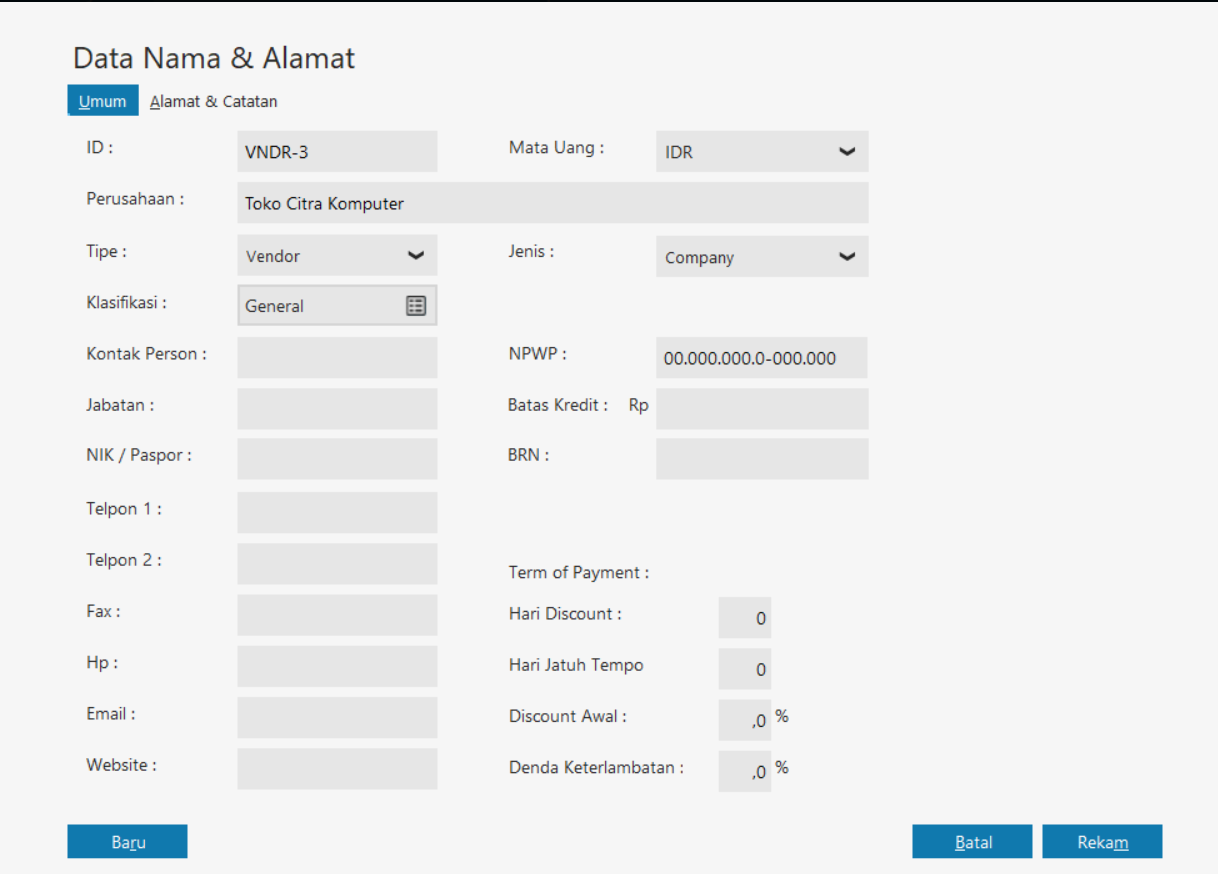 Data Nama & Alamat
Umum Alamat & Catatan
ID : VNDR-3 Mata Uang : IDR
Perusahaan : Toko Citra Komputer
Tipe : Vendor Jenis : Company
Klasifikasi : General
Kontak Person : NPWP : 00.000.000.0-000.000
Jabatan : Batas Kredit : Rp
NIK / Paspor : BRN :
Telpon 1 :
Telpon 2 :
Term of Payment :
Fax : Hari Discount : 0
Hp : Hari Jatuh Tempo 0
Email : Discount Awal : ,0 %
Website : Denda Keterlambatan : ,0 %
Baru Batal Rekam